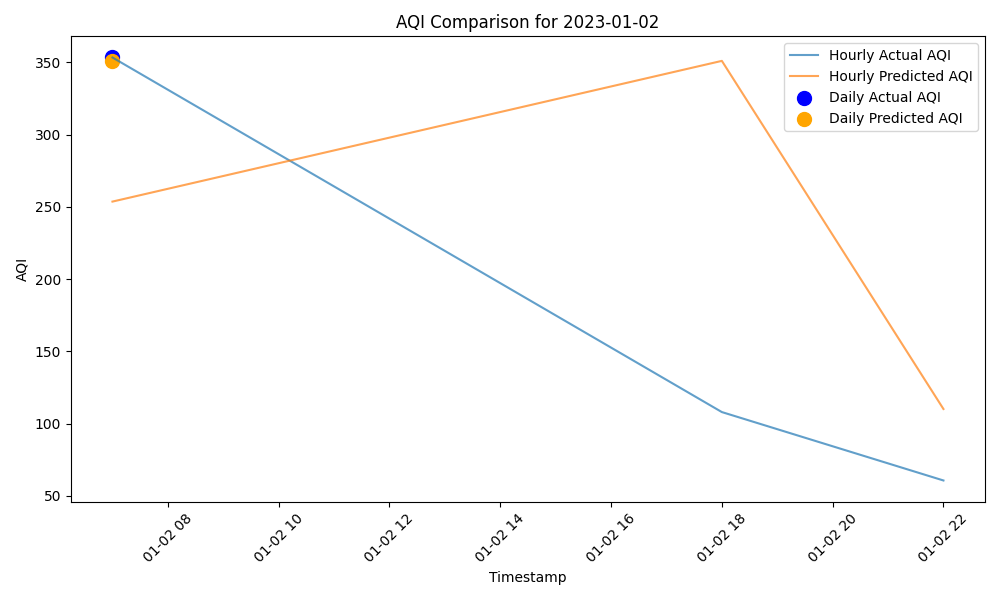 AQI Comparison for 2023-01-02
Hourly Actual AQI
Hourly Predicted AQI
Daily Actual AQI
Daily Predicted AQI
AQI
350
300
250
200
150
100
50
01-02 08
01-02 10
01-02 12
01-02 14
01-02 16
01-02 18
01-02 20
01-02 22
Timestamp